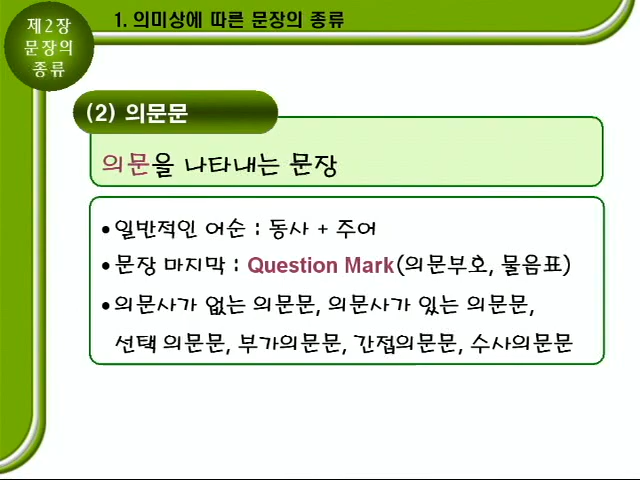 제2장
문장의
종류
1. 의미상에 따른 문장의 종류
(2) 의문문
의문을 나타내는 문장
•일반적인 어순 : 동사 + 주어
•문장 마지막 : Question Mark(의문부호, 물음표)
•의문사가 없는 의문문, 의문사가 있는 의문문,
선택 의문문, 부가의문문, 간접의문문, 수사의문문